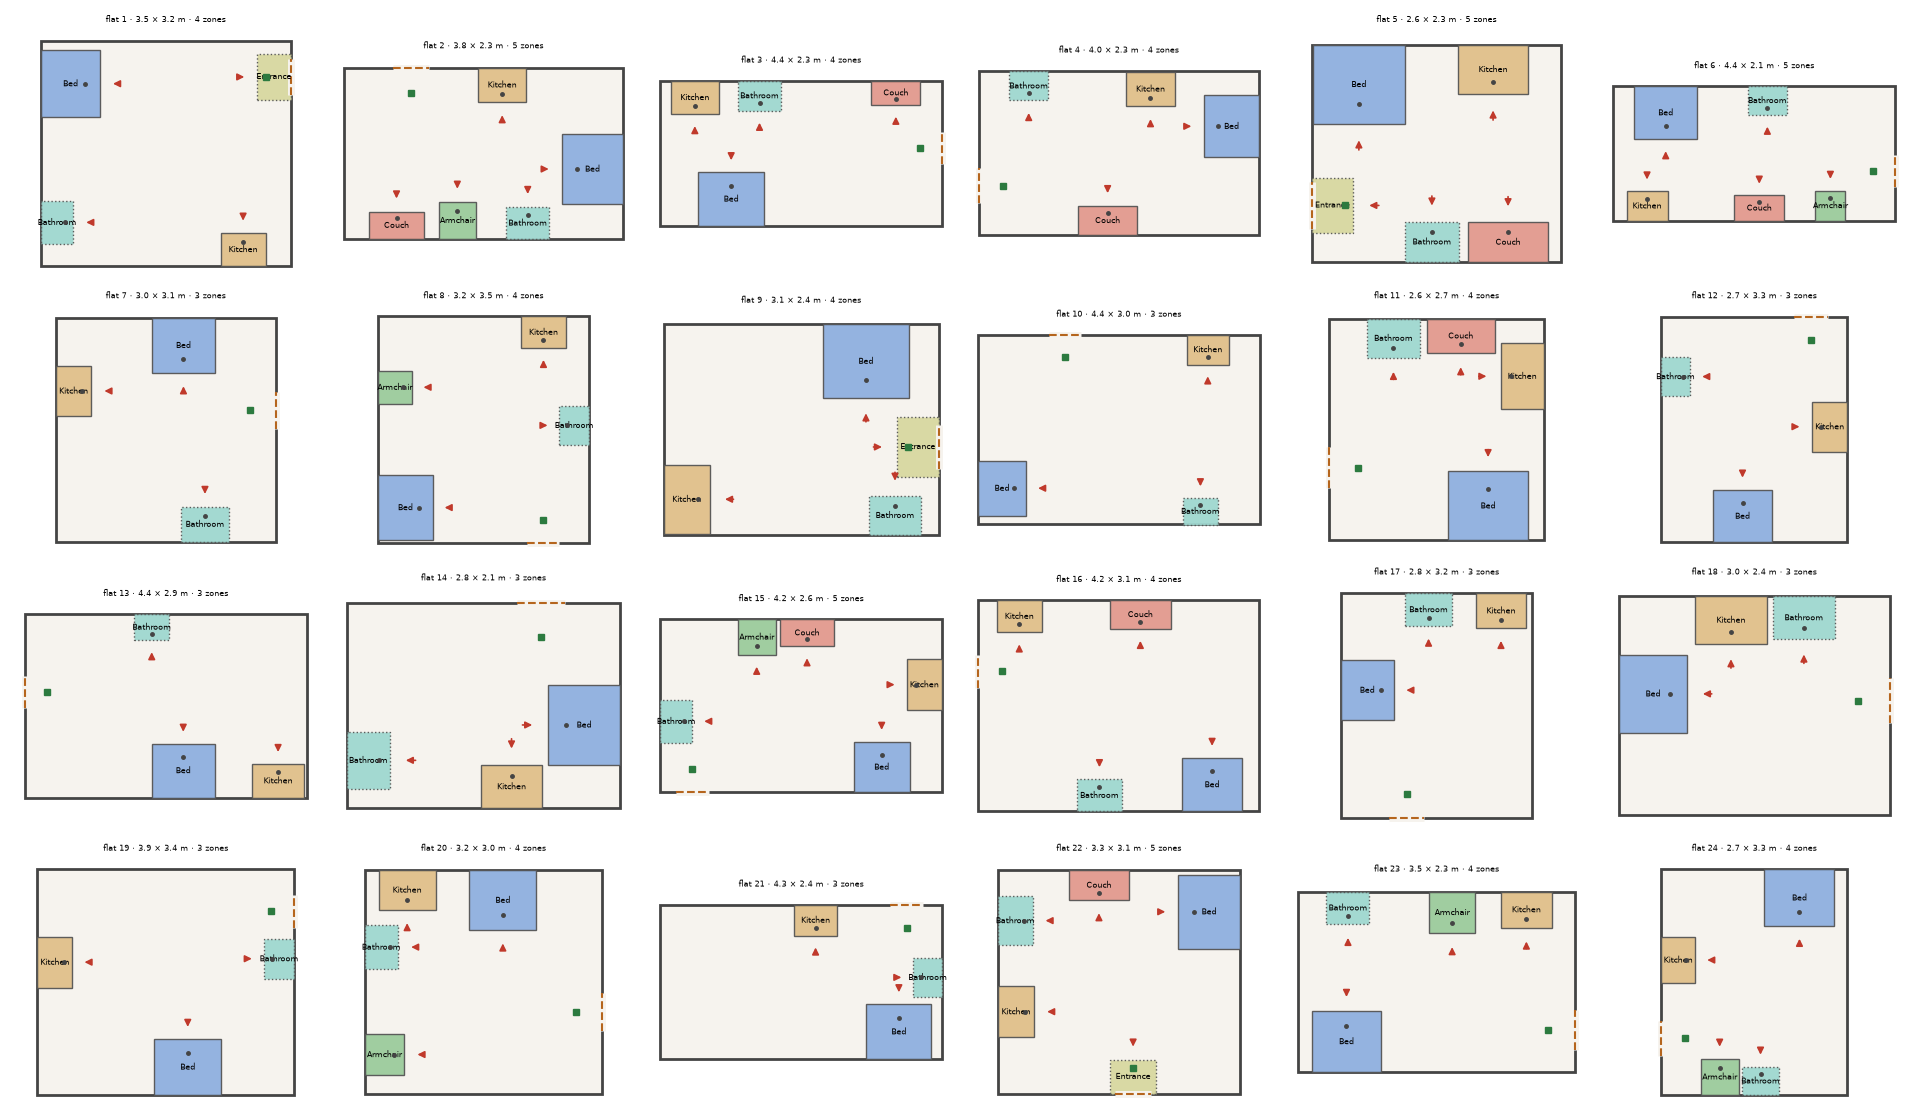 flat 1 · 3.5 × 3.2 m · 4 zones
Bed
Entrance
Bathroom
Kitchen
flat 2 · 3.8 × 2.3 m · 5 zones
Kitchen
Bed
Couch
Armchair
Bathroom
flat 3 · 4.4 × 2.3 m · 4 zones
Kitchen
Bathroom
Couch
Bed
flat 4 · 4.0 × 2.3 m · 4 zones
Bathroom
Kitchen
Bed
Couch
flat 5 · 2.6 × 2.3 m · 5 zones
Bed
Kitchen
Entrance
Bathroom
Couch
flat 6 · 4.4 × 2.1 m · 5 zones
Bed
Bathroom
Kitchen
Couch
Armchair
flat 7 · 3.0 × 3.1 m · 3 zones
Bed
Kitchen
Bathroom
flat 8 · 3.2 × 3.5 m · 4 zones
Kitchen
Armchair
Bathroom
Bed
flat 9 · 3.1 × 2.4 m · 4 zones
Bed
Entrance
Kitchen
Bathroom
flat 10 · 4.4 × 3.0 m · 3 zones
Kitchen
Bed
Bathroom
flat 11 · 2.6 × 2.7 m · 4 zones
Bathroom
Couch
Kitchen
Bed
flat 12 · 2.7 × 3.3 m · 3 zones
Bathroom
Kitchen
Bed
flat 13 · 4.4 × 2.9 m · 3 zones
Bathroom
Bed
Kitchen
flat 14 · 2.8 × 2.1 m · 3 zones
Bed
Bathroom
Kitchen
flat 15 · 4.2 × 2.6 m · 5 zones
Armchair
Couch
Kitchen
Bathroom
Bed
flat 16 · 4.2 × 3.1 m · 4 zones
Kitchen
Couch
Bathroom
Bed
flat 17 · 2.8 × 3.2 m · 3 zones
Bathroom
Kitchen
Bed
flat 18 · 3.0 × 2.4 m · 3 zones
Kitchen
Bathroom
Bed
flat 19 · 3.9 × 3.4 m · 3 zones
Kitchen
Bathroom
Bed
flat 20 · 3.2 × 3.0 m · 4 zones
Kitchen
Bed
Bathroom
Armchair
flat 21 · 4.3 × 2.4 m · 3 zones
Kitchen
Bathroom
Bed
flat 22 · 3.3 × 3.1 m · 5 zones
Couch
Bed
Bathroom
Kitchen
Entrance
flat 23 · 3.5 × 2.3 m · 4 zones
Bathroom
Armchair
Kitchen
Bed
flat 24 · 2.7 × 3.3 m · 4 zones
Bed
Kitchen
Armchair
Bathroom